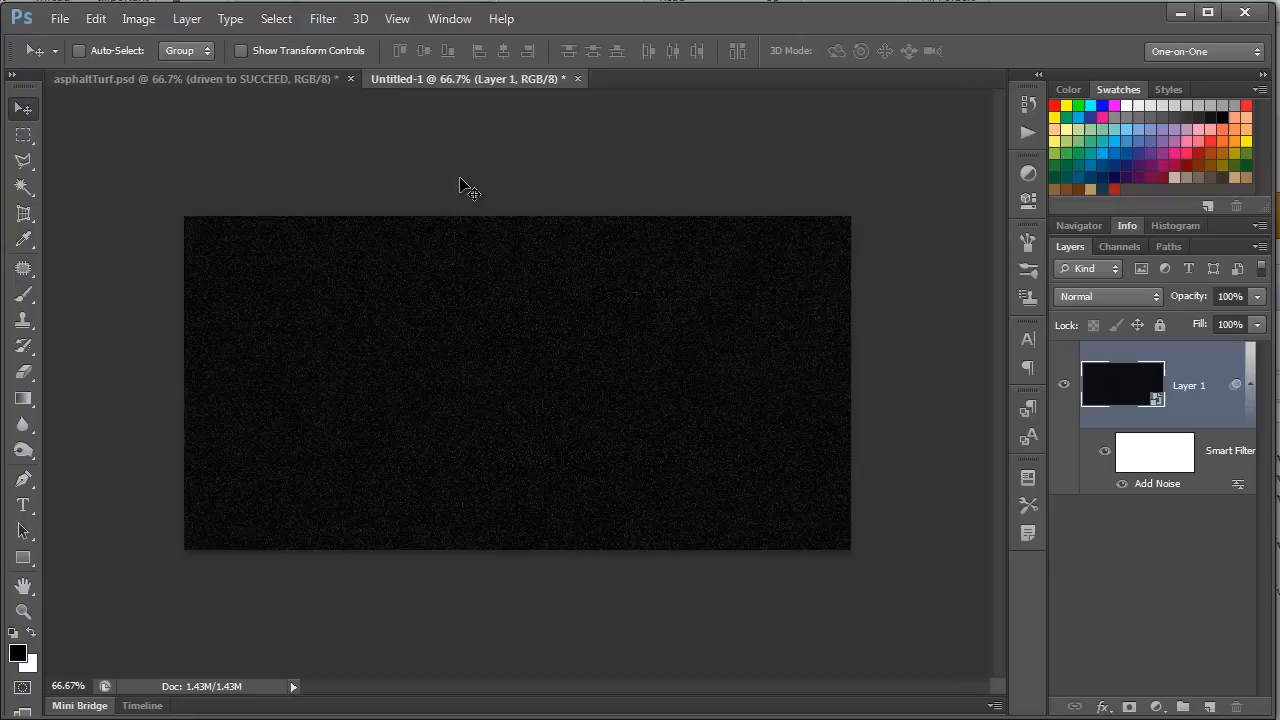 Ps File Edit Image Layer Type Select Filter 3D View Window Help
Auto-Select: Group Show Transform Controls 3D Mode: One-on-One
asphaltTurf.psd @ 66.7% (driven to SUCCEED, RGB/8) * × Untitled-1 @ 66.7% (Layer 1, RGB/8) * ×
Color Swatches Styles
Navigator Info Histogram
Layers Channels Paths
Kind
Normal Opacity: 100%
Lock: Fill: 100%
Layer 1
Smart Filter
Add Noise
66.67% Doc: 1.43M/1.43M
Mini Bridge Timeline